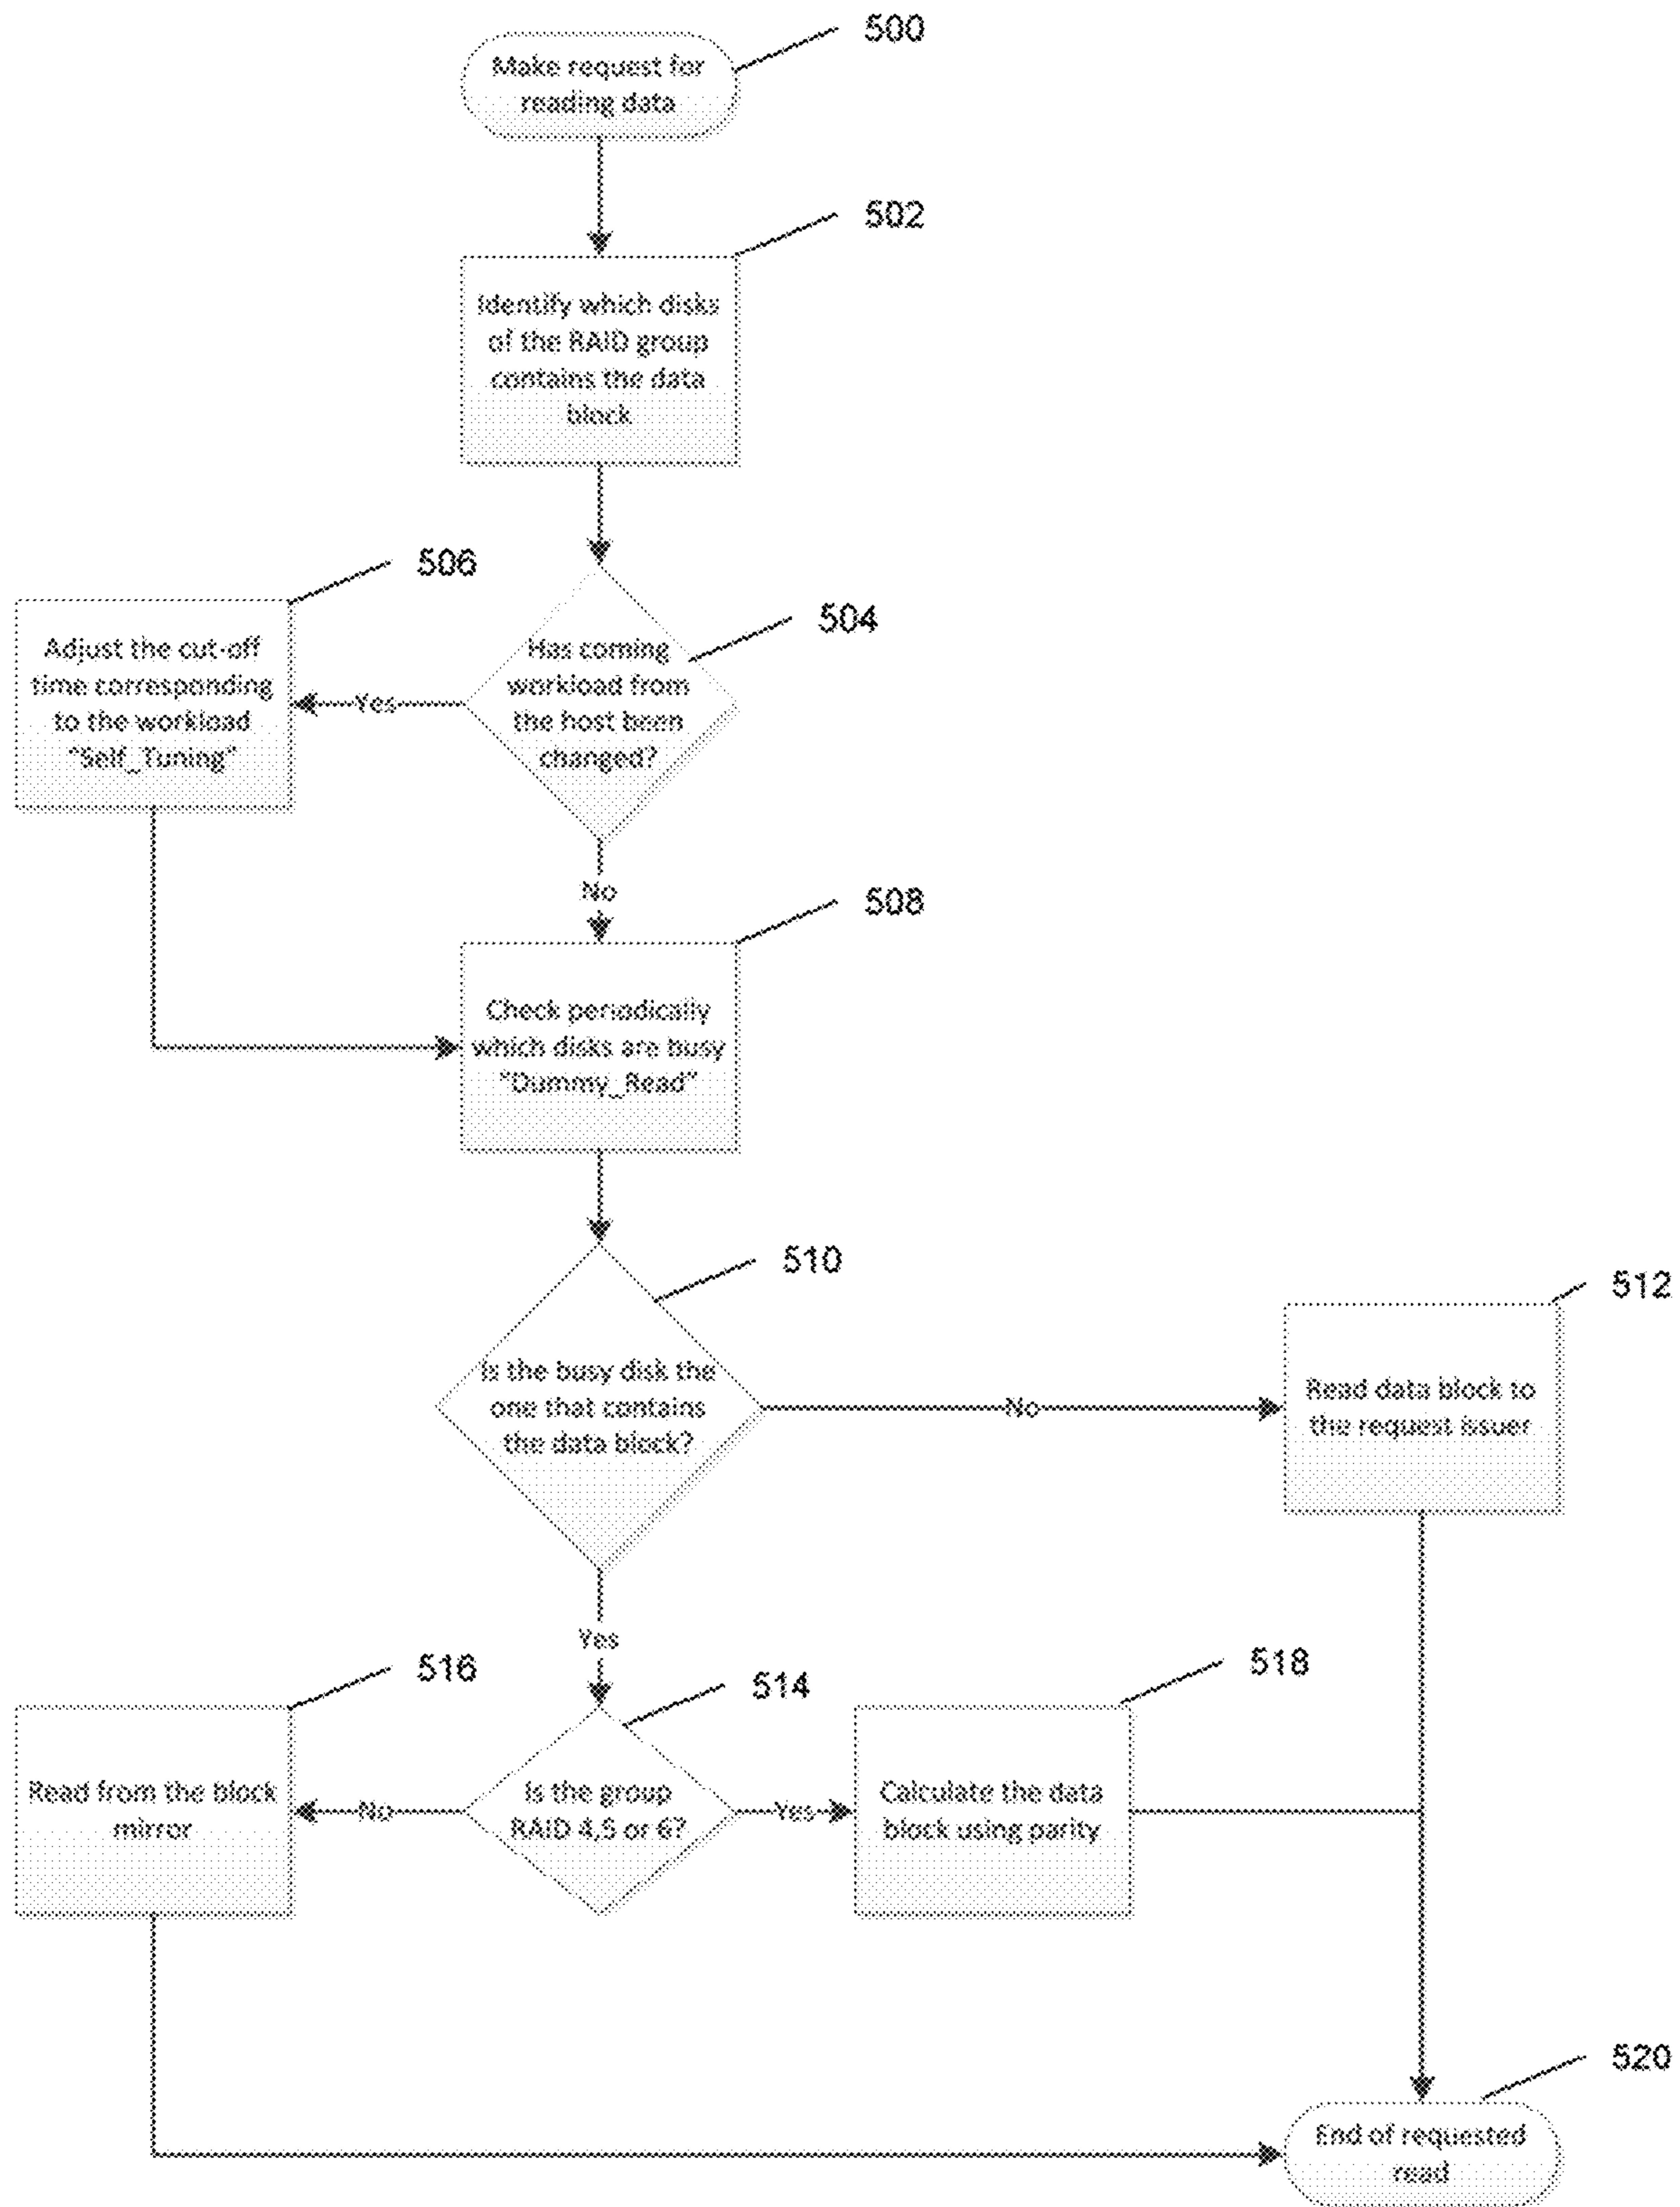 500
Make request for
reading data
502
Identify which disks
of the RAID group
contains the data
block
506
504
Adjust the cut-off
time corresponding
to the workload
"Self_Tuning"
Yes
Has coming
workload from
the host been
changed?
No
508
Check periodically
which disks are busy
"Dummy_Read"
510
512
Is the busy disk the
one that contains
the data block?
No
Read data block to
the request issuer
Yes
516
514
518
Read from the block
mirror
No
Is the group
RAID 4,5 or 6?
Yes
Calculate the data
block using parity
520
End of requested
read